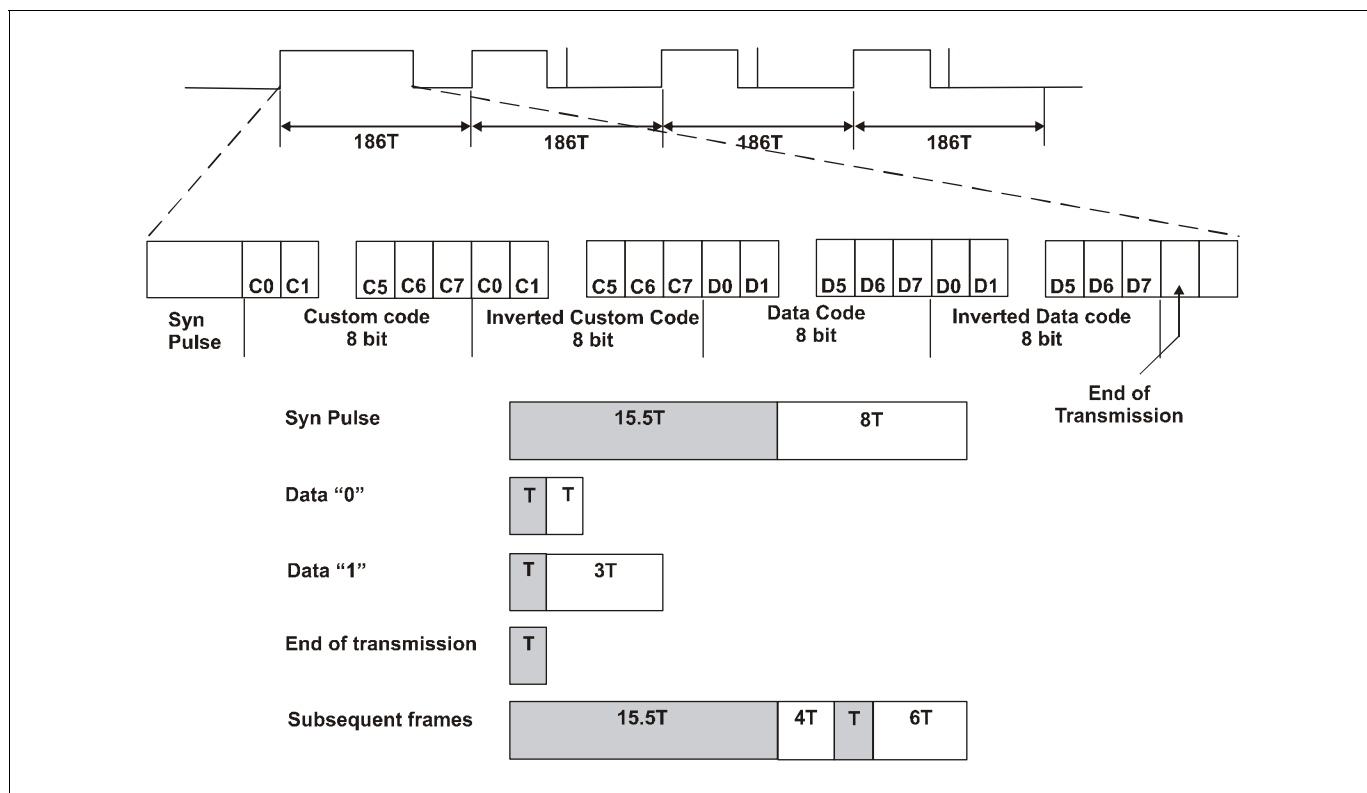 186T 186T 186T 186T
C0 C1 C5 C6 C7 C0 C1 C5 C6 C7 D0 D1 D5 D6 D7 D0 D1 D5 D6 D7
Syn
Pulse
Custom code
8 bit
Inverted Custom Code
8 bit
Data Code
8 bit
Inverted Data code
8 bit
End of
Transmission
Syn Pulse 15.5T 8T
Data “0” T T
Data “1” T 3T
End of transmission T
Subsequent frames 15.5T 4T T 6T